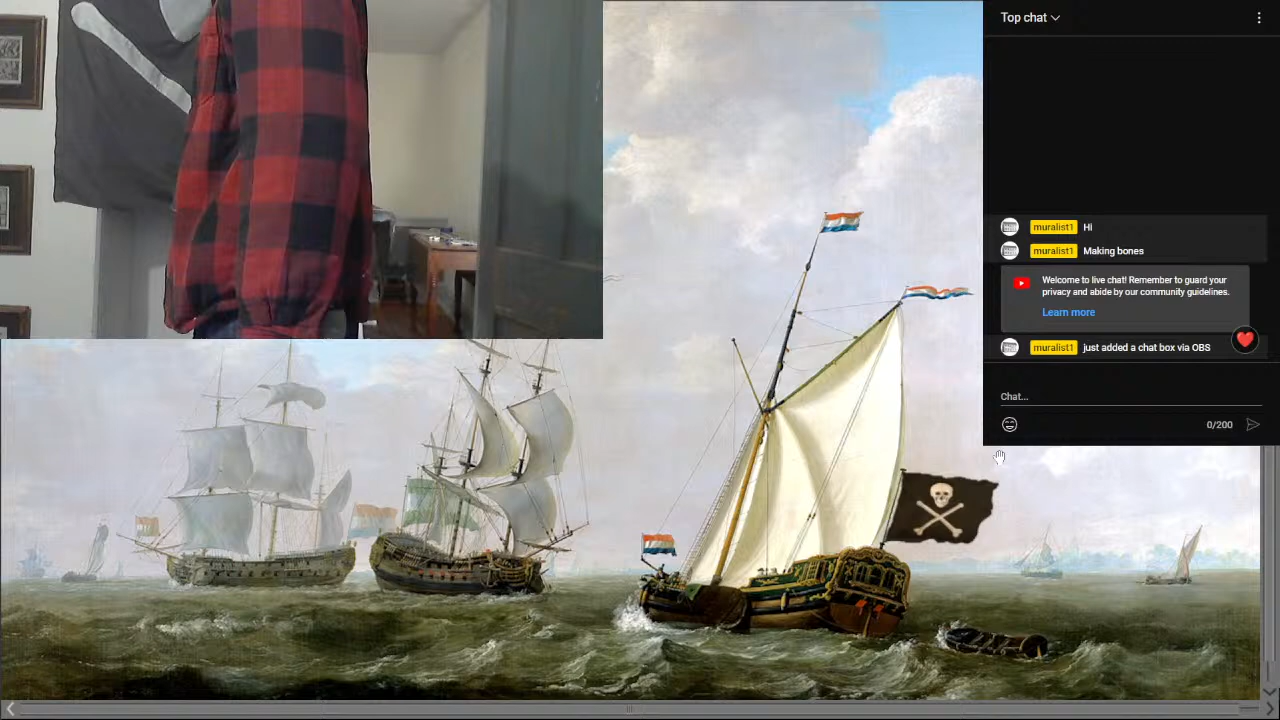 Top chat
muralist1 Hi
muralist1 Making bones
Welcome to live chat! Remember to guard your
privacy and abide by our community guidelines.
Learn more
muralist1 just added a chat box via OBS
Chat...
0/200